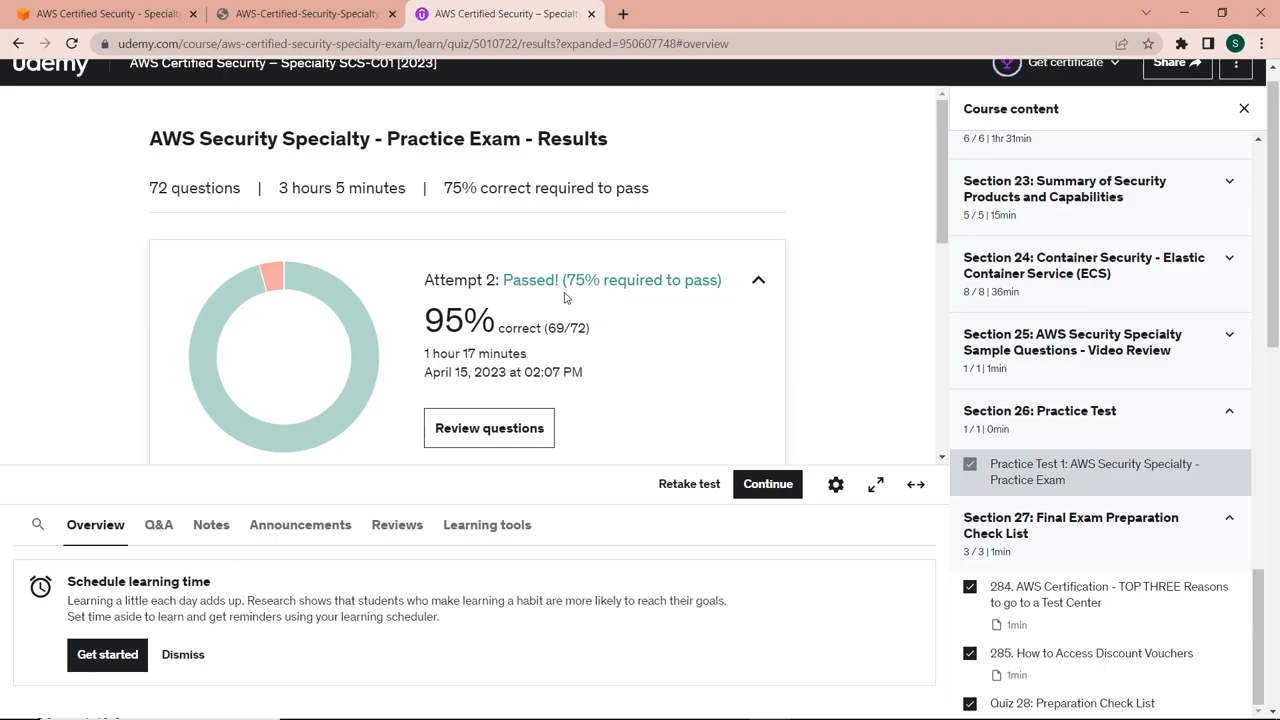 AWS Certified Security - Specialty
AWS-Certified-Security-Specialty.
AWS Certified Security – Specialty
udemy.com/course/aws-certified-security-specialty-exam/learn/quiz/5010722/results?expanded=950607748#overview
S
udemy
AWS Certified Security – Specialty SCS-C01 [2023]
Get certificate
Share
AWS Security Specialty - Practice Exam - Results
72 questions | 3 hours 5 minutes | 75% correct required to pass
Attempt 2: Passed! (75% required to pass)
95% correct (69/72)
1 hour 17 minutes
April 15, 2023 at 02:07 PM
Review questions
Retake test
Continue
Overview
Q&A
Notes
Announcements
Reviews
Learning tools
Schedule learning time
Learning a little each day adds up. Research shows that students who make learning a habit are more likely to reach their goals.
Set time aside to learn and get reminders using your learning scheduler.
Get started
Dismiss
Course content
6 / 6 | 1hr 31min
Section 23: Summary of Security
Products and Capabilities
5 / 5 | 15min
Section 24: Container Security - Elastic
Container Service (ECS)
8 / 8 | 36min
Section 25: AWS Security Specialty
Sample Questions - Video Review
1 / 1 | 1min
Section 26: Practice Test
1 / 1 | 0min
Practice Test 1: AWS Security Specialty -
Practice Exam
Section 27: Final Exam Preparation
Check List
3 / 3 | 1min
284. AWS Certification - TOP THREE Reasons
to go to a Test Center
1min
285. How to Access Discount Vouchers
1min
Quiz 28: Preparation Check List